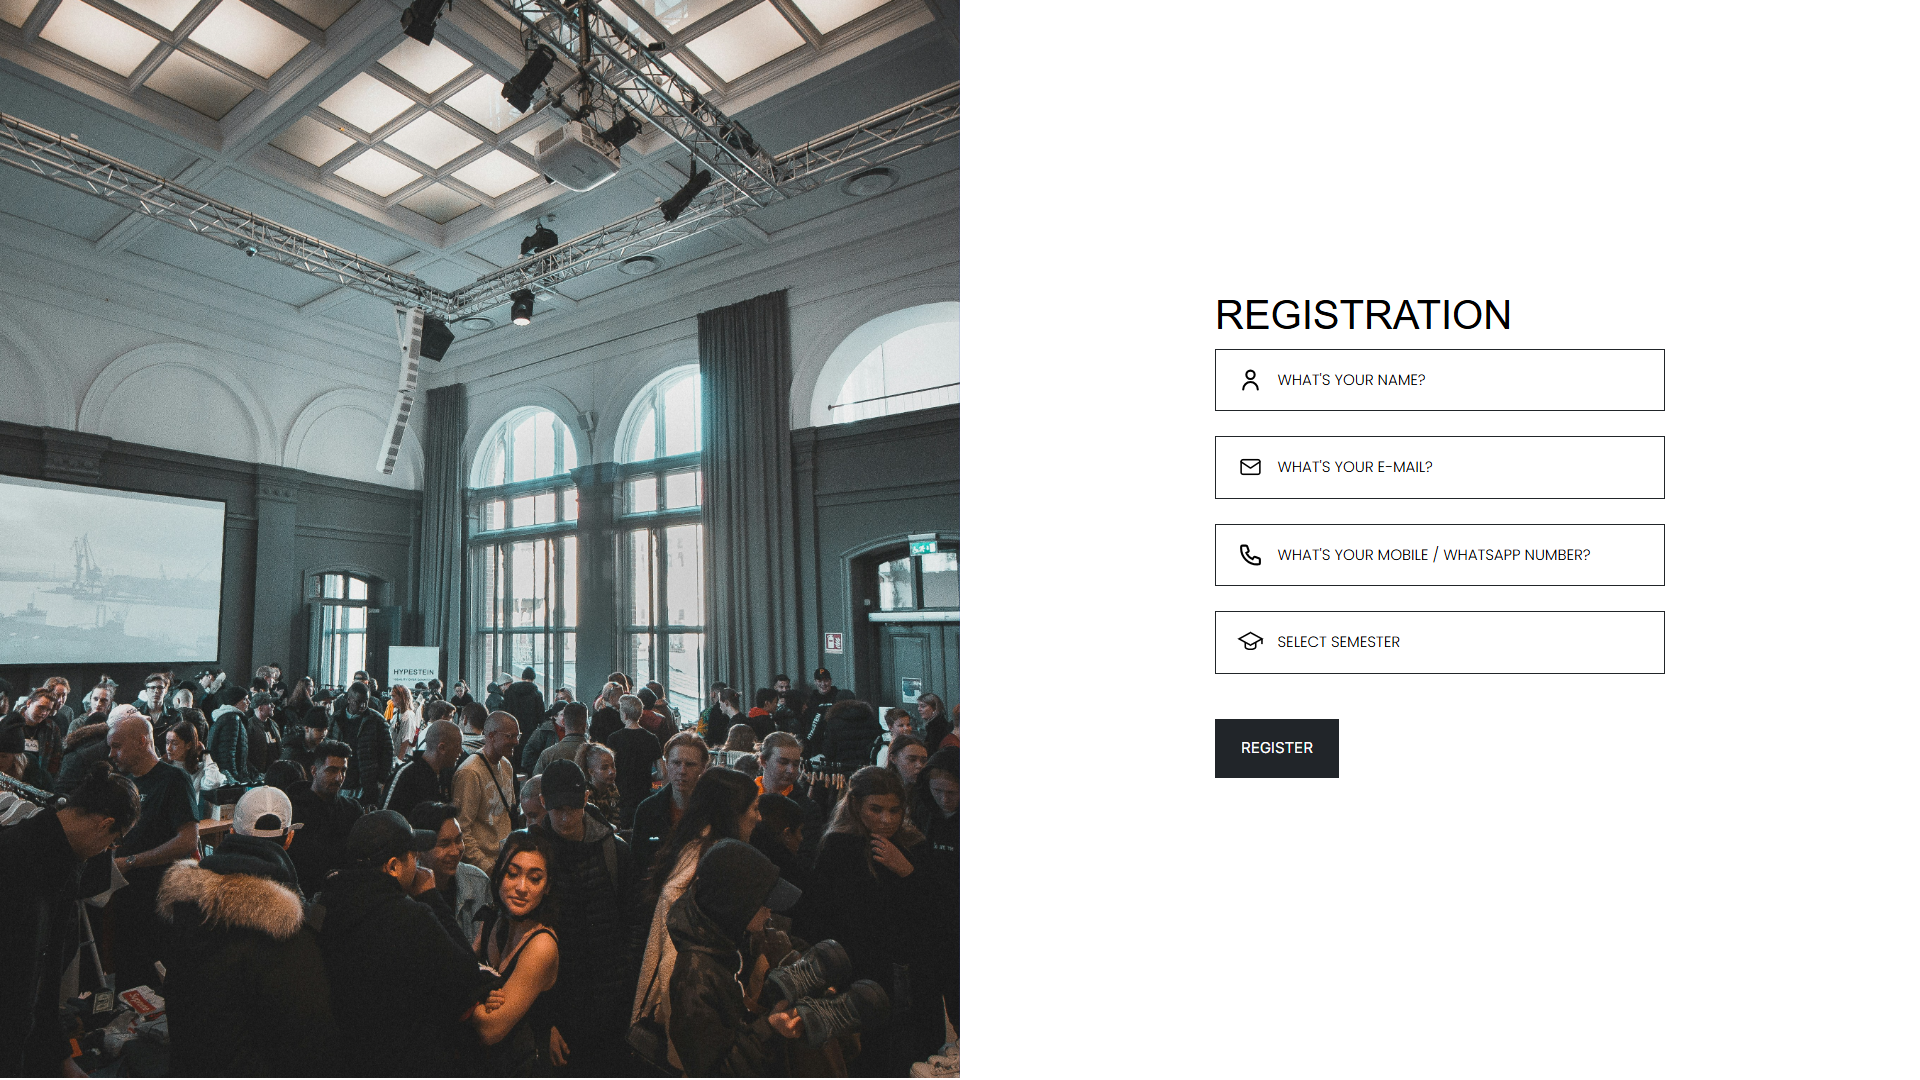 HYPESTEIN
REGISTRATION
WHAT'S YOUR NAME?
WHAT'S YOUR E-MAIL?
WHAT'S YOUR MOBILE / WHATSAPP NUMBER?
SELECT SEMESTER
REGISTER